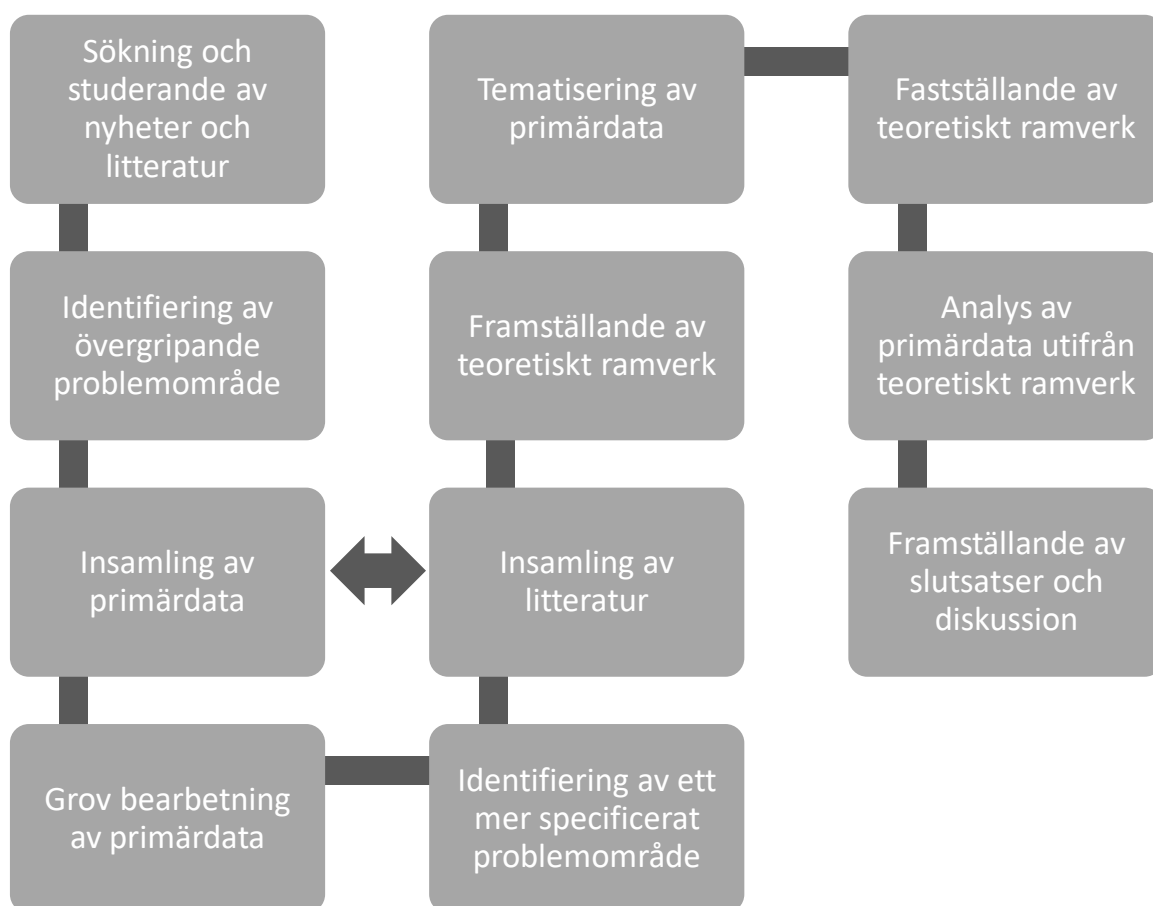 Sökning och
studerande av
nyheter och
litteratur
Identifiering av
övergripande
problemområde
Insamling av
primärdata
Grov bearbetning
av primärdata
Identifiering av ett
mer specificerat
problemområde
Insamling av
litteratur
Framställande av
teoretiskt ramverk
Tematisering av
primärdata
Fastställande av
teoretiskt ramverk
Analys av
primärdata utifrån
teoretiskt ramverk
Framställande av
slutsatser och
diskussion